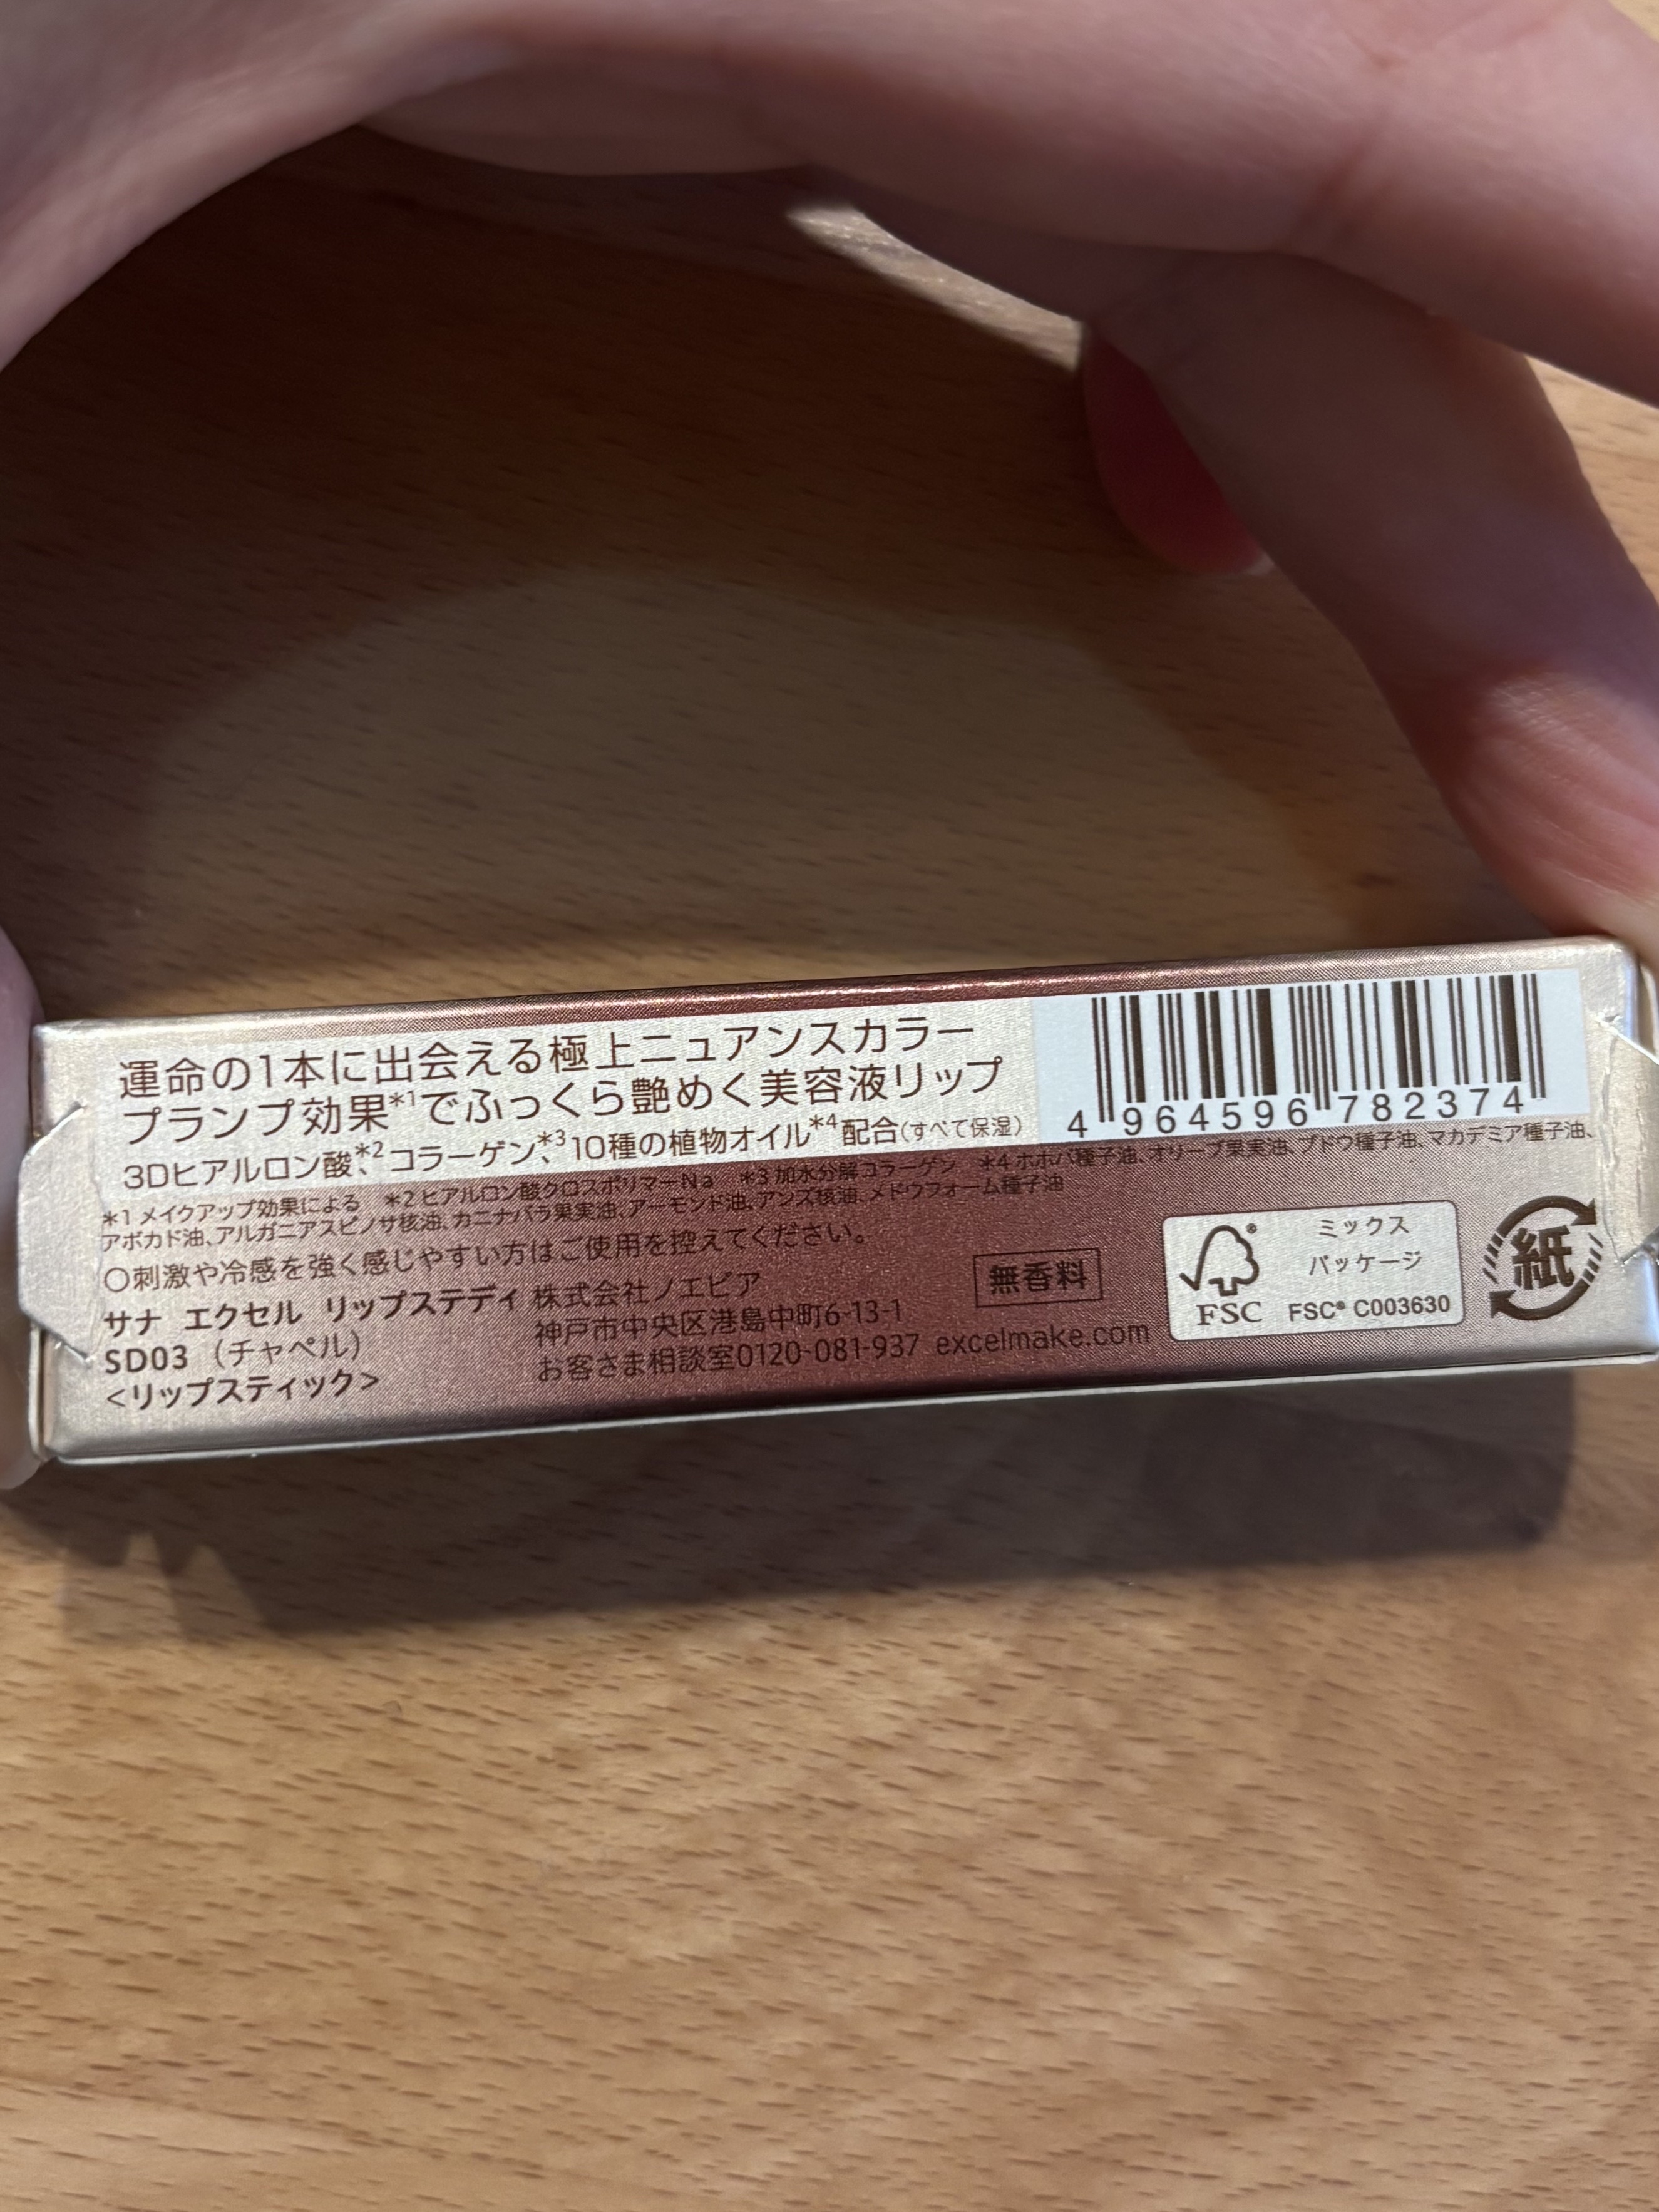 運命の1本に出会える極上ニュアンスカラー
プランプ効果*1でふっくら艶めく美容液リップ
3Dヒアルロン酸*2、コラーゲン*3、10種の植物オイル*4配合(すべて保湿)
4 964596 782374
*1 メイクアップ効果による *2 ヒアルロン酸クロスポリマーNa *3 加水分解コラーゲン *4 ホホバ種子油、オリーブ果実油、ブドウ種子油、マカデミア種子油、
アボカド油、アルガニアスピノサ核油、カニナバラ果実油、アーモンド油、アンズ核油、メドウフォーム種子油
○刺激や冷感を強く感じやすい方はご使用を控えてください。
サナ エクセル リップステディ
SD03 (チャペル)
<リップスティック>
株式会社ノエビア
神戸市中央区港島中町6-13-1
お客さま相談室0120-081-937 excelmake.com
無香料
FSC
ミックス
パッケージ
FSC® C003630
紙